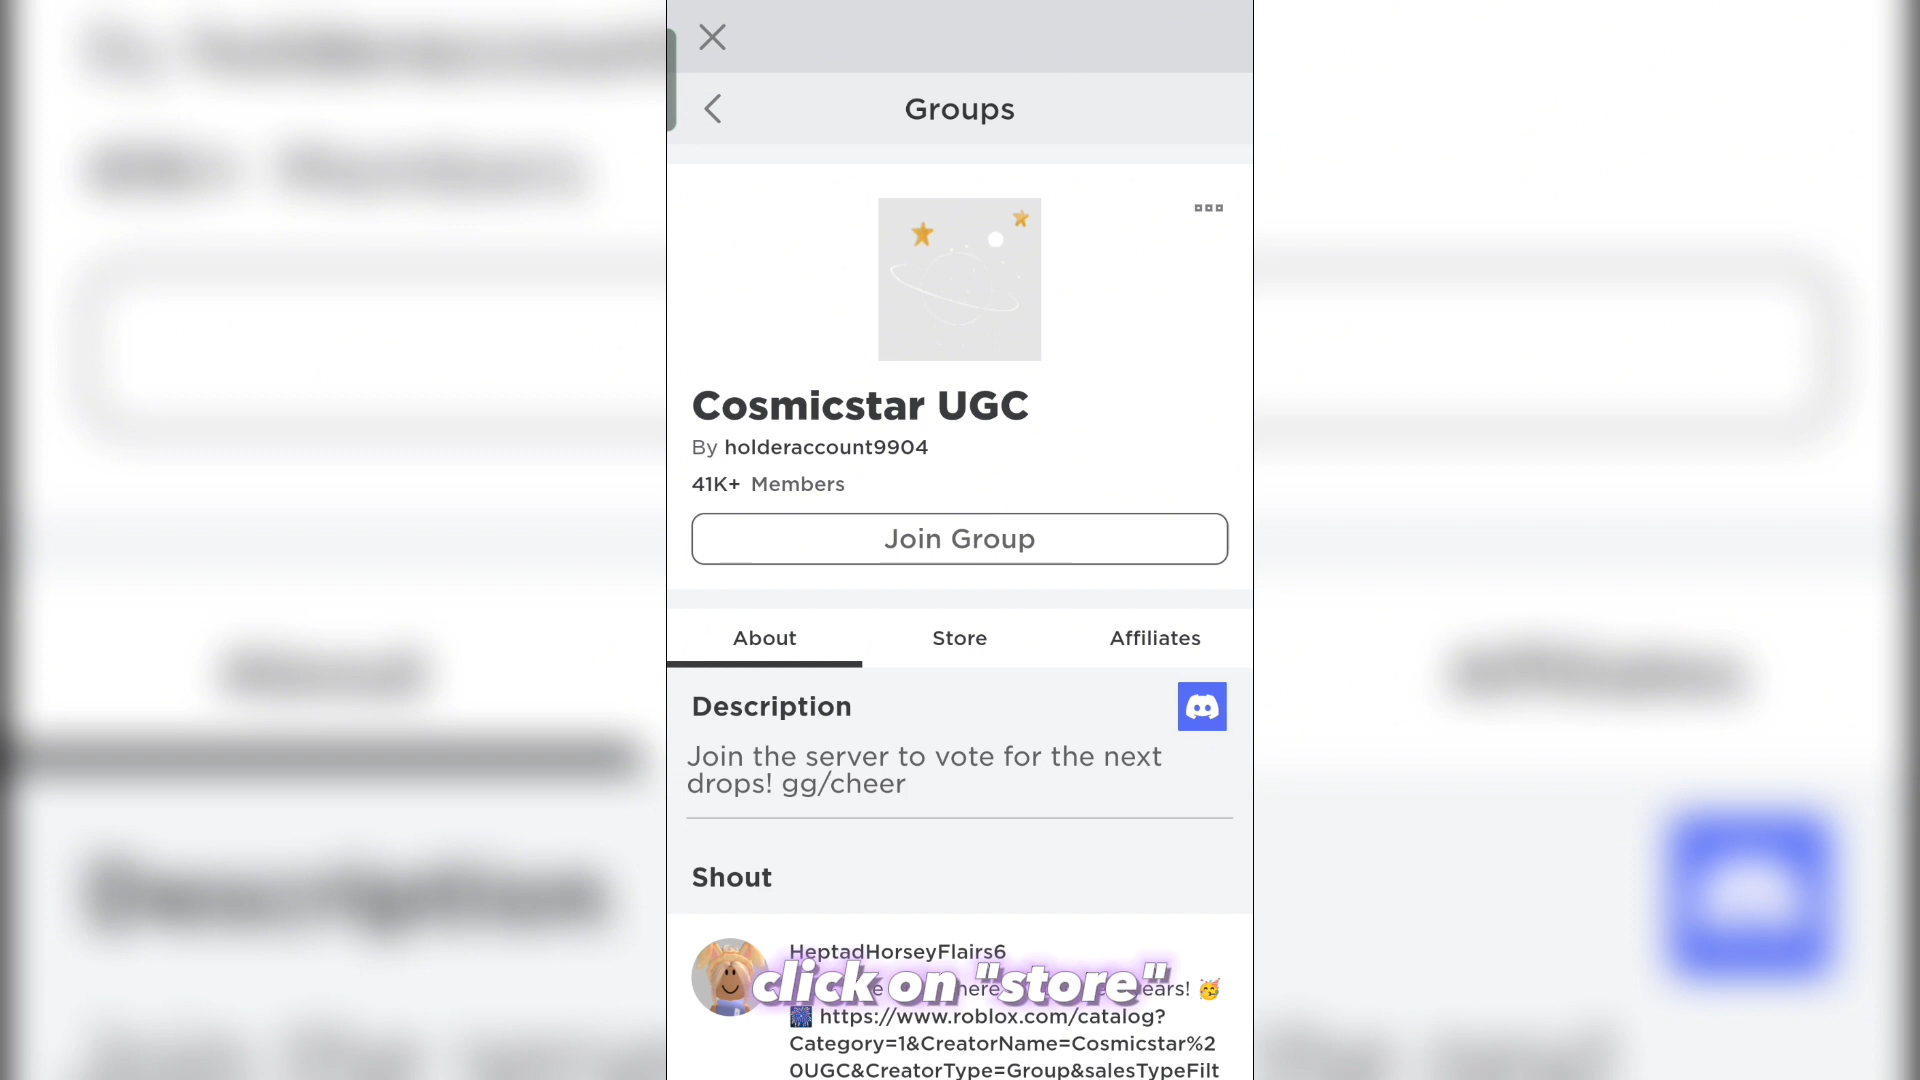 Groups
Cosmicstar UGC
By holderaccount9904
41K+ Members
Join Group
About Store Affiliates
Description
Join the server to vote for the next
drops! gg/cheer
Shout
HeptadHorseyFlairs6
click on "store"
ears! 🥳
🎆 https://www.roblox.com/catalog?
Category=1&CreatorName=Cosmicstar%2
0UGC&CreatorType=Group&salesTypeFilt